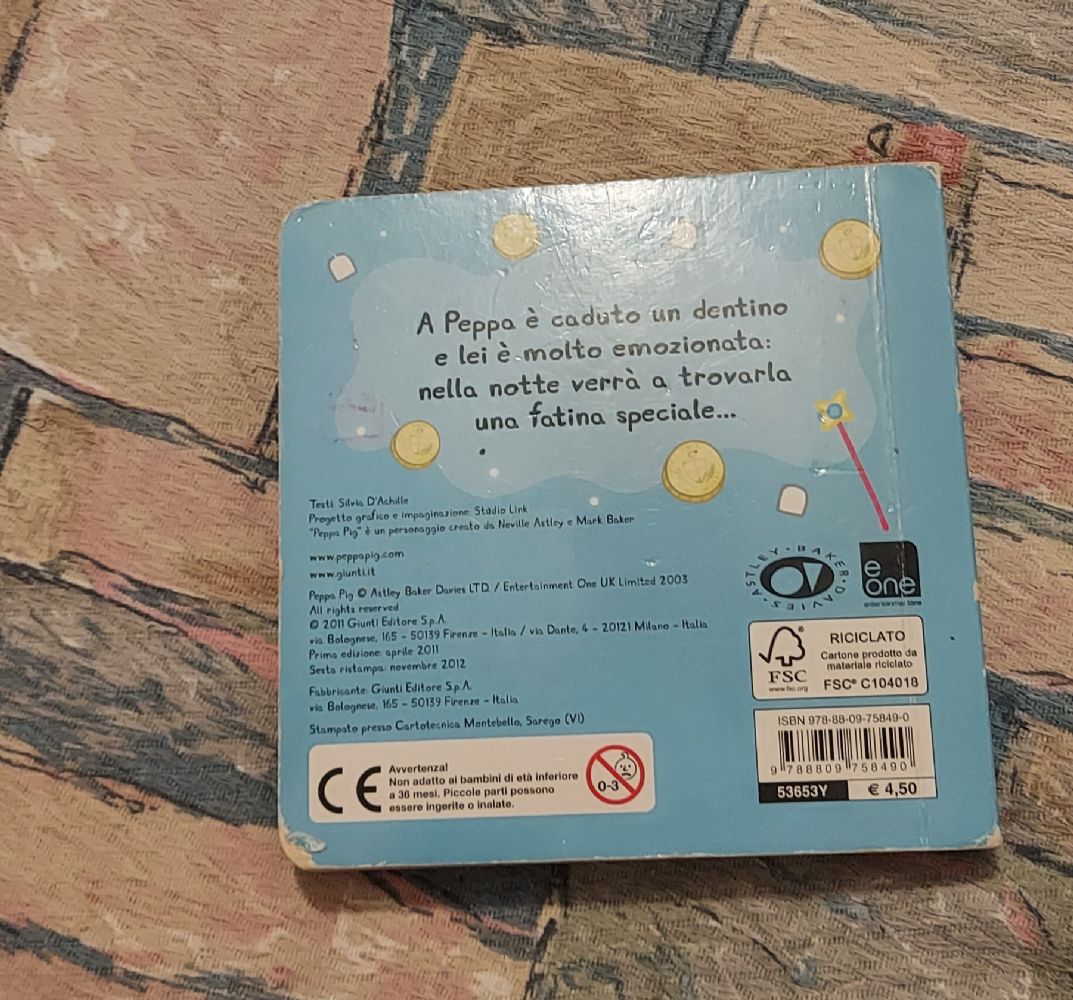 A Peppa è caduto un dentino
e lei è molto emozionata:
nella notte verrà a trovarla
una fatina speciale...
Testi: Silvia D'Achille
Progetto grafico e impaginazione: Studio Link
"Peppa Pig" è un personaggio creato da Neville Astley e Mark Baker
www.peppapig.com
www.giunti.it
Peppa Pig © Astley Baker Davies LTD. / Entertainment One UK Limited 2003
All rights reserved
© 2011 Giunti Editore S.p.A.
via Bolognese, 165 - 50139 Firenze - Italia / via Dante, 4 - 20121 Milano - Italia
Prima edizione: aprile 2011
Sesta ristampa: novembre 2012
Fabbricante: Giunti Editore S.p.A.
via Bolognese, 165 - 50139 Firenze - Italia
Stampato presso Cartotecnica Montebello, Sarego (VI)
CE
Avvertenza!
Non adatto ai bambini di età inferiore
a 36 mesi. Piccole parti possono
essere ingerite o inalate.
0-3
ASTLEY · BAKER · DAVIES ·
e
one
entertainment one
FSC®
www.fsc.org
RICICLATO
Cartone prodotto da
materiale riciclato
FSC® C104018
ISBN 978-88-09-75849-0
9 788809 758490
53653Y € 4,50